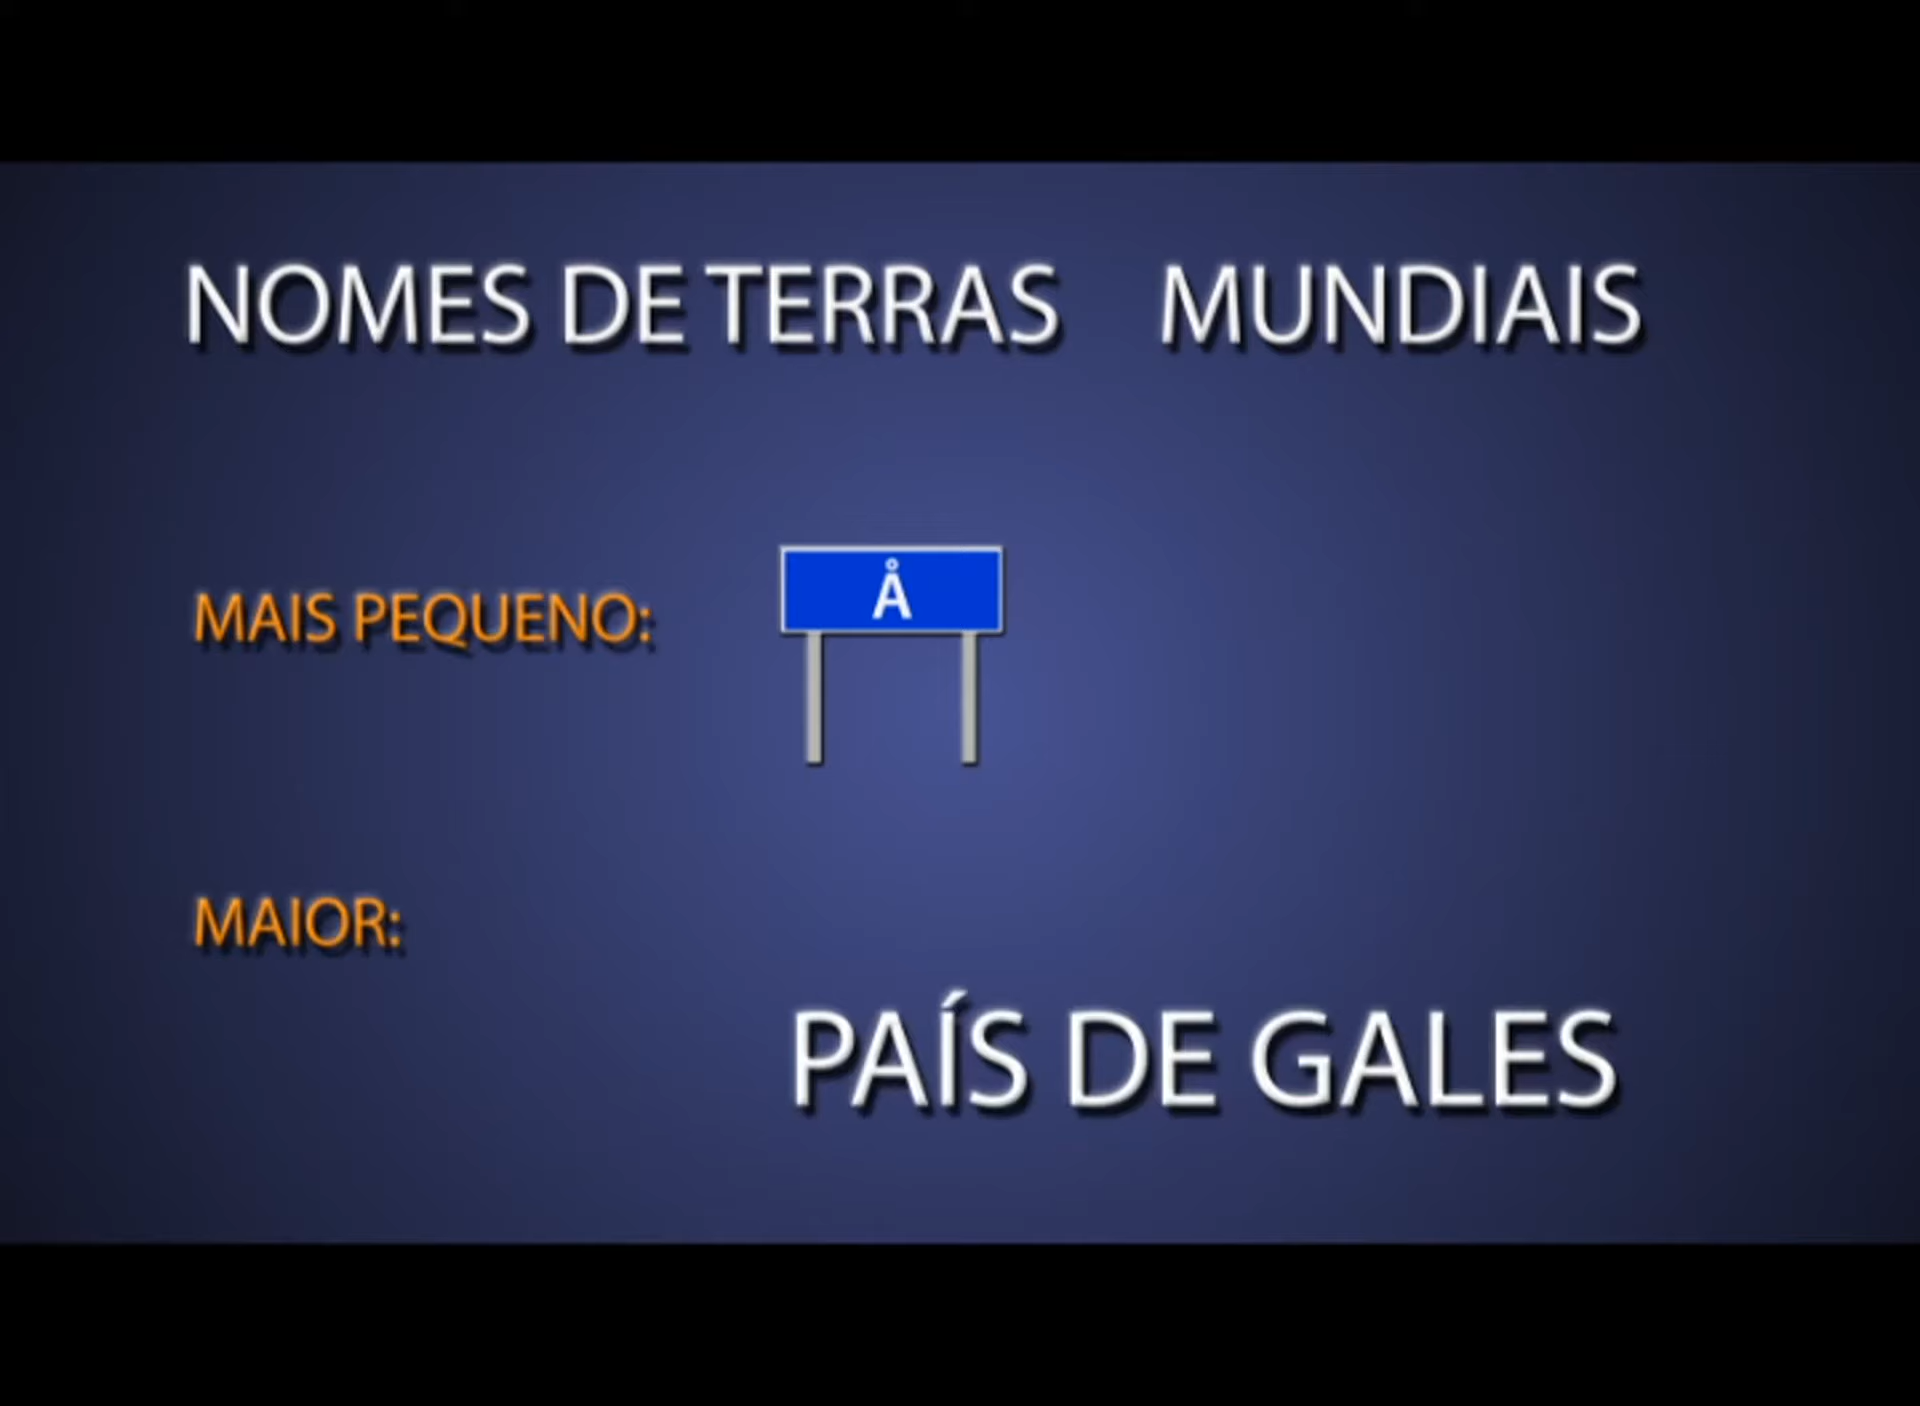 NOMES DE TERRAS MUNDIAIS
MAIS PEQUENO:
Å
MAIOR:
PAÍS DE GALES